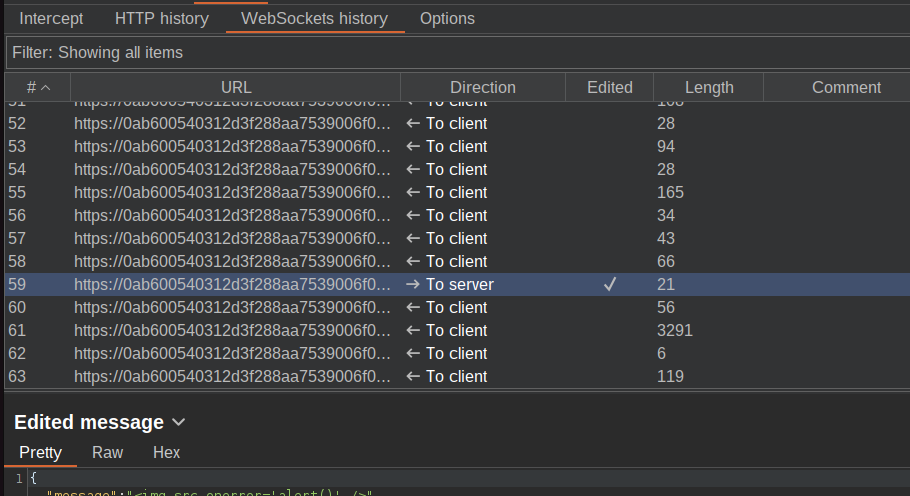 Intercept HTTP history WebSockets history Options
Filter: Showing all items
# URL Direction Edited Length Comment
51 https://0ab600540312d3f288aa7539006f0... ← To client 168
52 https://0ab600540312d3f288aa7539006f0... ← To client 28
53 https://0ab600540312d3f288aa7539006f0... ← To client 94
54 https://0ab600540312d3f288aa7539006f0... ← To client 28
55 https://0ab600540312d3f288aa7539006f0... ← To client 165
56 https://0ab600540312d3f288aa7539006f0... ← To client 34
57 https://0ab600540312d3f288aa7539006f0... ← To client 43
58 https://0ab600540312d3f288aa7539006f0... ← To client 66
59 https://0ab600540312d3f288aa7539006f0... → To server ✓ 21
60 https://0ab600540312d3f288aa7539006f0... ← To client 56
61 https://0ab600540312d3f288aa7539006f0... ← To client 3291
62 https://0ab600540312d3f288aa7539006f0... ← To client 6
63 https://0ab600540312d3f288aa7539006f0... ← To client 119
Edited message
Pretty Raw Hex
1 {
"message":"<img src onerror='alert()' />"